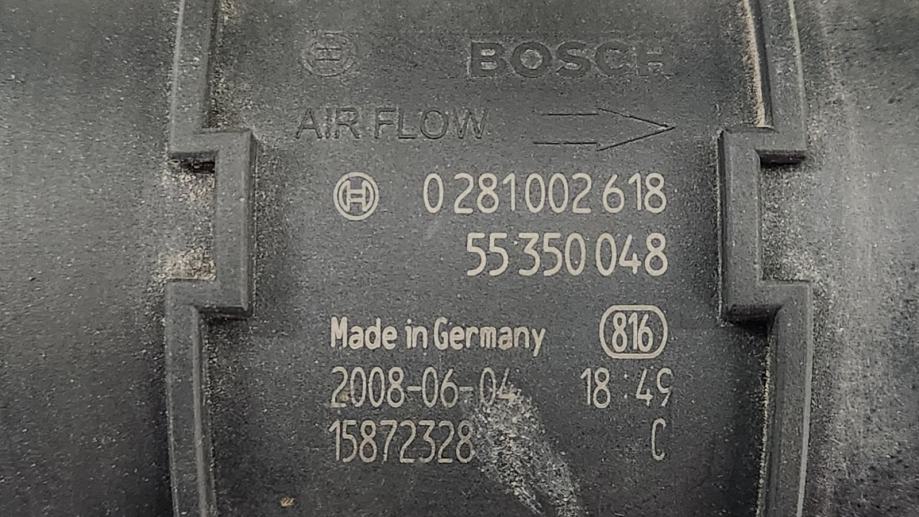 BOSCH
AIR FLOW
0 281 002 618
55 350 048
Made in Germany 816
2008-06-04 18:49
15872328 C